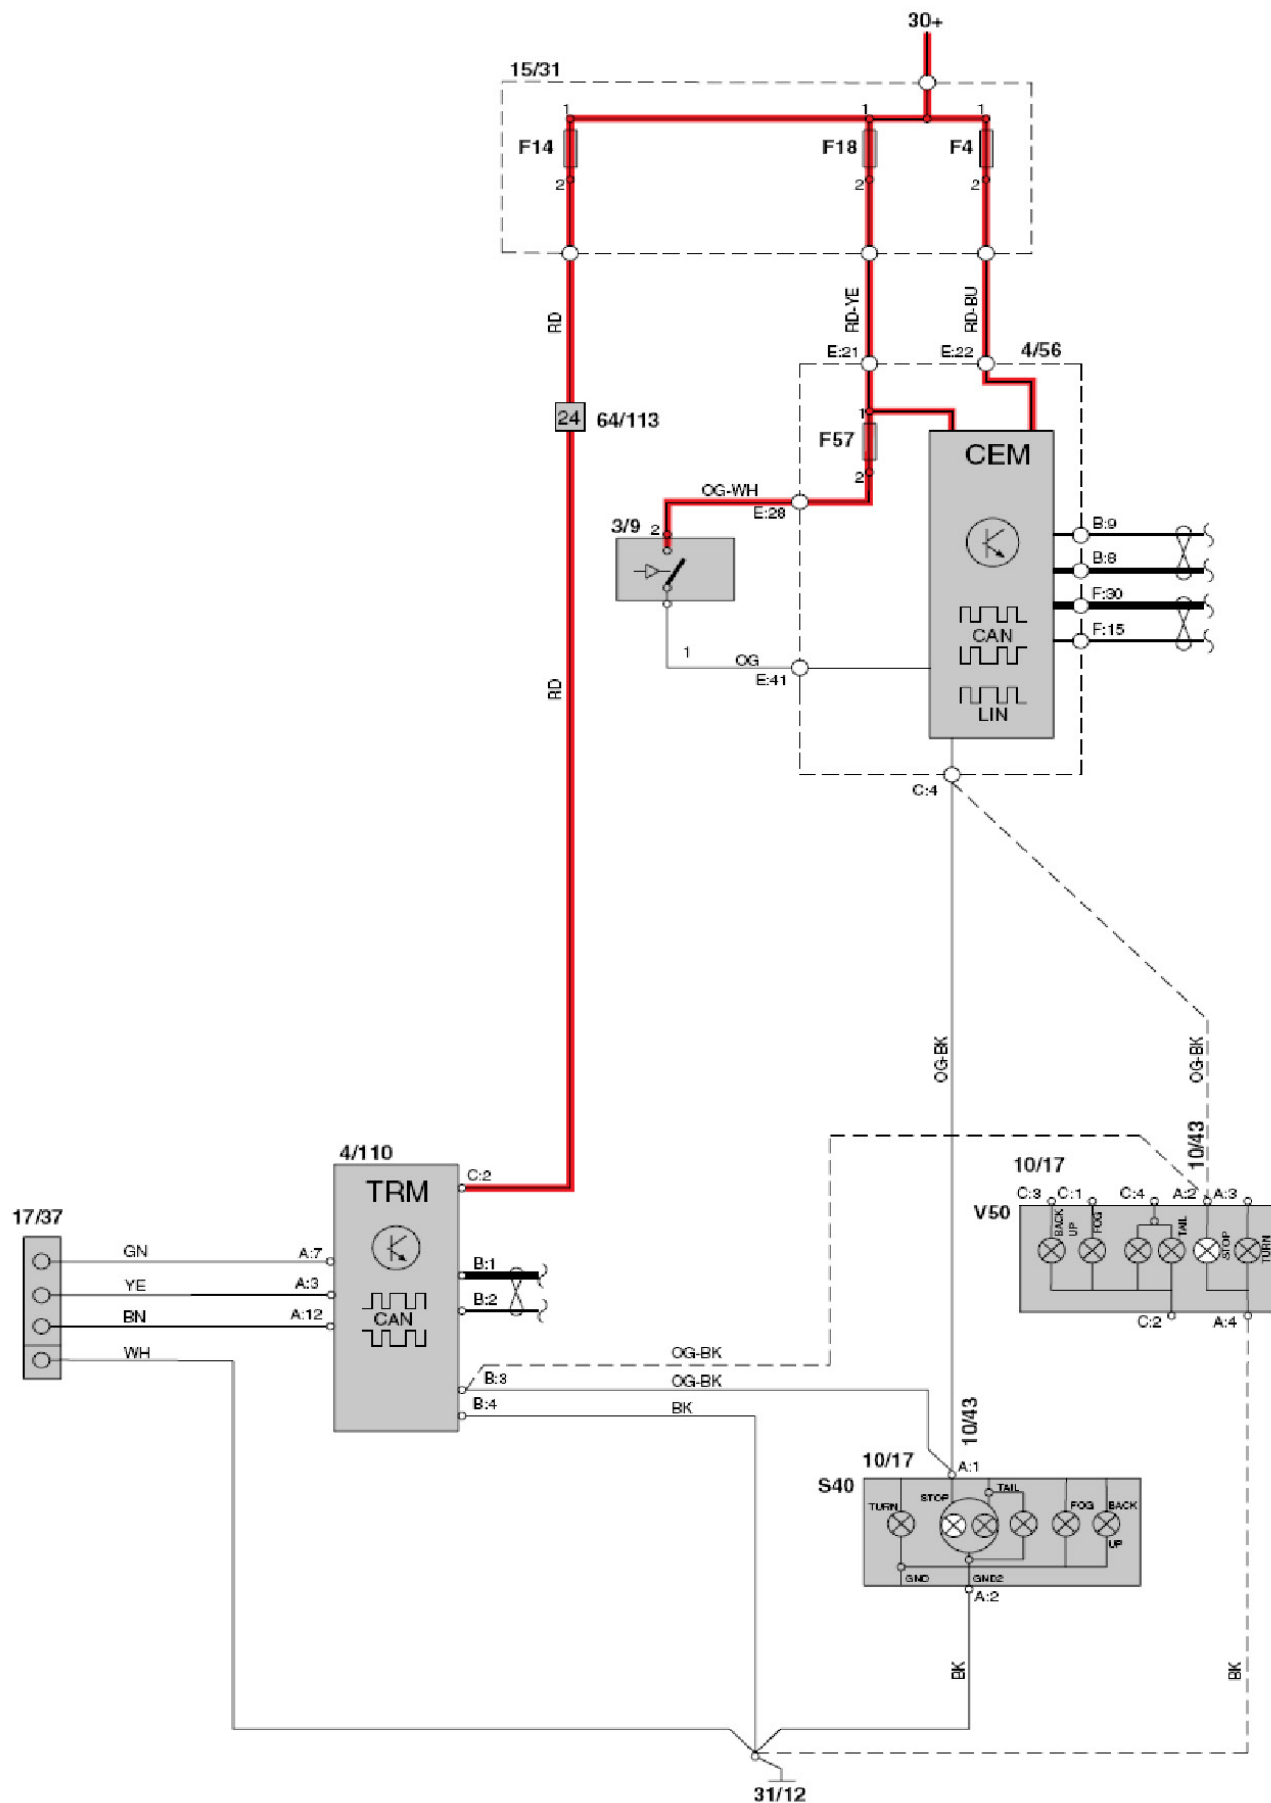 30+
15/31
1
1
1
F14
F18
F4
2
2
2
RD
RD-YE
RD-BU
E:21
E:22
4/56
24
64/113
1
F57
CEM
2
OG-WH
E:28
3/9
2
B:9
B:8
F:30
CAN
F:15
1
OG
E:41
RD
LIN
C:4
OG-BK
OG-BK
10/43
4/110
10/17
C:2
TRM
C:3
C:1
C:4
A:2
A:3
V50
17/37
BACK
UP
FOG
TAIL
STOP
TURN
GN
A:7
B:1
YE
A:3
B:2
BN
A:12
CAN
C:2
A:4
WH
OG-BK
B:3
OG-BK
B:4
BK
10/43
10/17
A:1
S40
TURN
STOP
TAIL
FOG
BACK
UP
GND
GND2
A:2
BK
BK
31/12